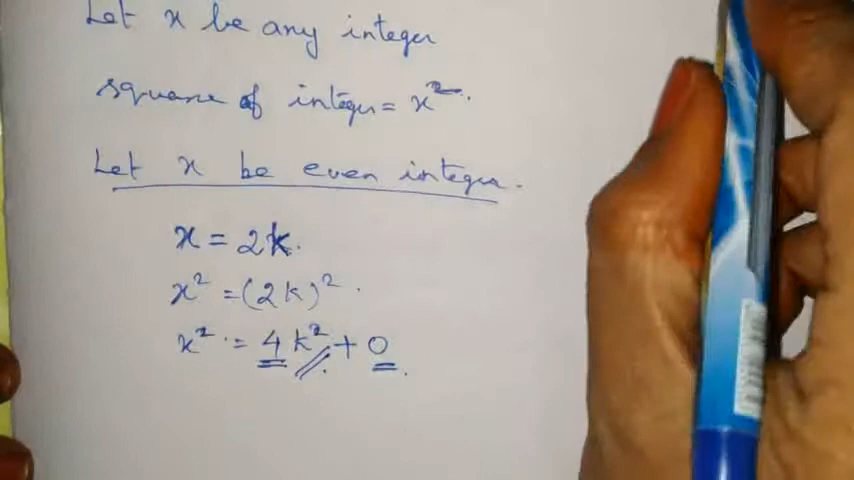 Let x be any integer
square of integer = x².
Let x be even integer.
x = 2k.
x² = (2k)².
x² = 4k² + 0.